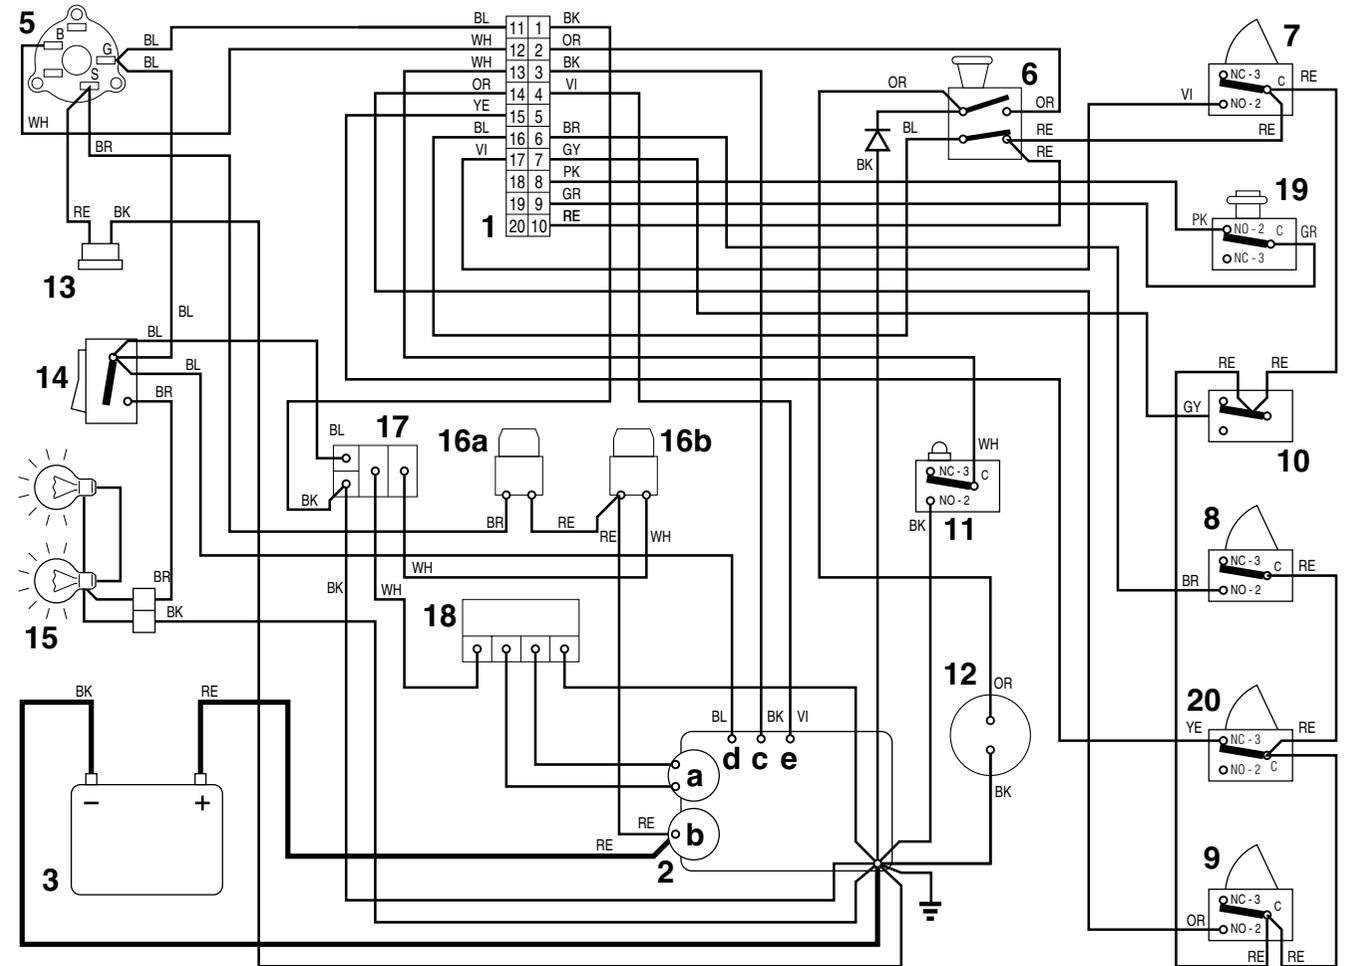 5
B
G
S
BL
BL
WH
BR
BL
WH
WH
OR
YE
BL
VI
11 1
12 2
13 3
14 4
15 5
16 6
17 7
18 8
19 9
20 10
1
BK
OR
BK
VI
BR
GY
PK
GR
RE
OR
6
OR
BL
RE
RE
BK
7
NC - 3
C
RE
VI
NO - 2
RE
19
PK
NO - 2
C
GR
NC - 3
RE
BK
13
BL
BL
14
BL
BR
RE
RE
GY
10
17
BL
BK
16a
16b
BR
RE
RE
WH
WH
WH
NC - 3
C
NO - 2
BK
11
8
NC - 3
C
RE
BR
NO - 2
BR
BK
15
BK
WH
18
12
OR
BK
20
YE
NC - 3
RE
NO - 2
C
BK
RE
−
+
3
BL
BK
VI
d
c
e
a
RE
b
RE
2
9
NC - 3
C
OR
NO - 2
RE
RE